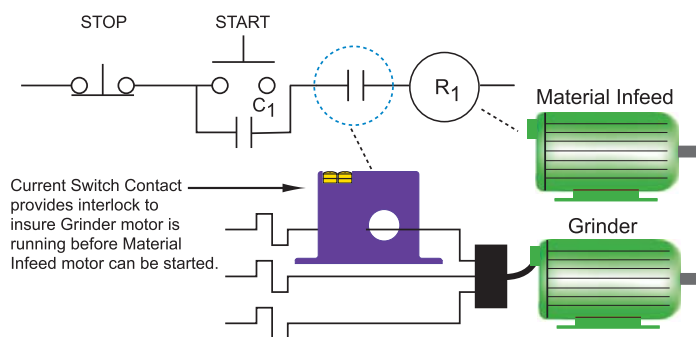 STOP
START
C1
R1
Material Infeed
Current Switch Contact
provides interlock to
insure Grinder motor is
running before Material
Infeed motor can be started.
Grinder